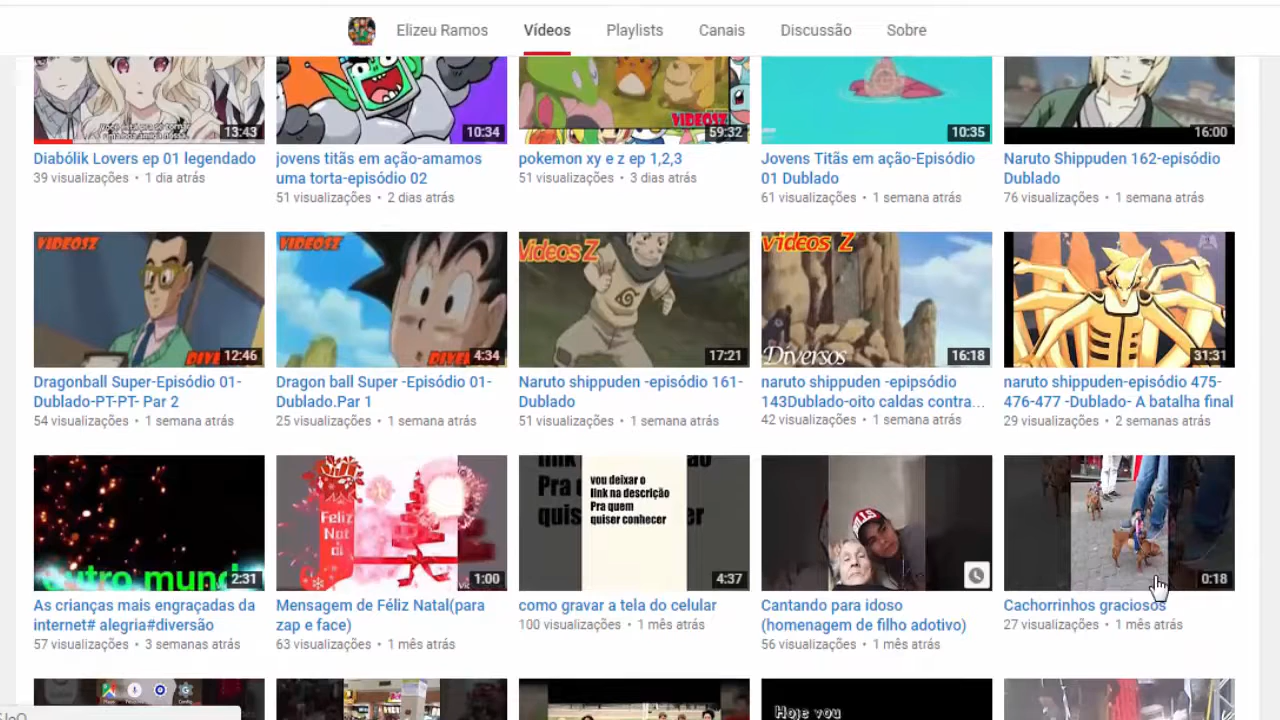 Elizeu Ramos Vídeos Playlists Canais Discussão Sobre
13:43 10:34 VIDEOSZ 59:32 10:35 16:00
Diabólik Lovers ep 01 legendado
39 visualizações • 1 dia atrás
jovens titãs em ação-amamos
uma torta-episódio 02
51 visualizações • 2 dias atrás
pokemon xy e z ep 1,2,3
51 visualizações • 3 dias atrás
Jovens Titãs em ação-Episódio
01 Dublado
61 visualizações • 1 semana atrás
Naruto Shippuden 162-episódio
Dublado
76 visualizações • 1 semana atrás
VIDEOSZ
12:46
Dragonball Super-Episódio 01-
Dublado-PT-PT- Par 2
54 visualizações • 1 semana atrás
VIDEOSZ
4:34
Dragon ball Super -Episódio 01-
Dublado.Par 1
25 visualizações • 1 semana atrás
Videos Z
17:21
Naruto shippuden -episódio 161-
Dublado
51 visualizações • 1 semana atrás
videos Z
Diversos 16:18
naruto shippuden -epipsódio
143Dublado-oito caldas contra...
42 visualizações • 1 semana atrás
31:31
naruto shippuden-episódio 475-
476-477 -Dublado- A batalha final
29 visualizações • 2 semanas atrás
outro mund 2:31
As crianças mais engraçadas da
internet# alegria#diversão
57 visualizações • 3 semanas atrás
Feliz
Nat
di
1:00
Mensagem de Féliz Natal(para
zap e face)
63 visualizações • 1 mês atrás
vou deixar o
link na descrição
Pra quem
quiser conhecer
4:37
como gravar a tela do celular
100 visualizações • 1 mês atrás
Cantando para idoso
(homenagem de filho adotivo)
56 visualizações • 1 mês atrás
0:18
Cachorrinhos graciosos
27 visualizações • 1 mês atrás
Hoje vou